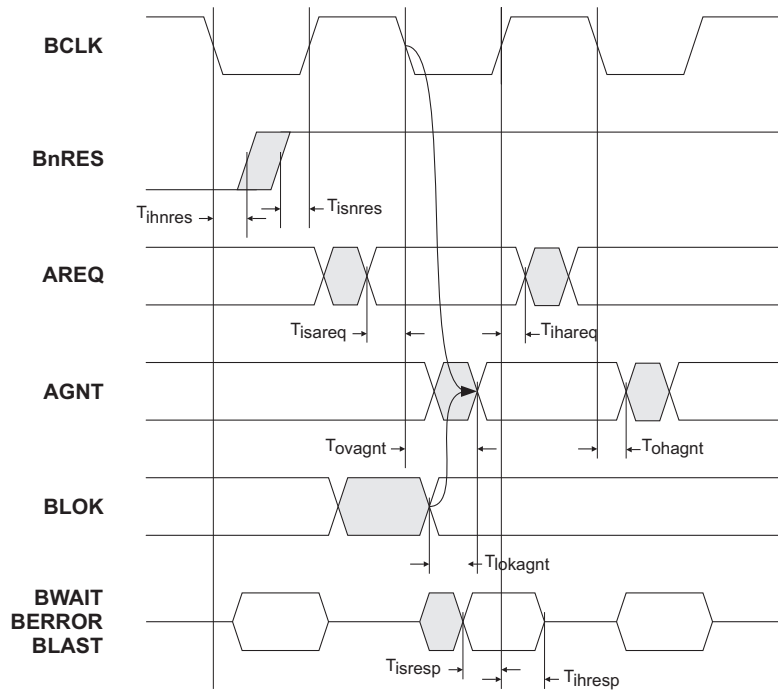 BCLK
BnRES
Tihnres
Tisnres
AREQ
Tisareq
Tihareq
AGNT
Tovagnt
Tohagnt
BLOK
Tlokagnt
BWAIT
BERROR
BLAST
Tisresp
Tihresp